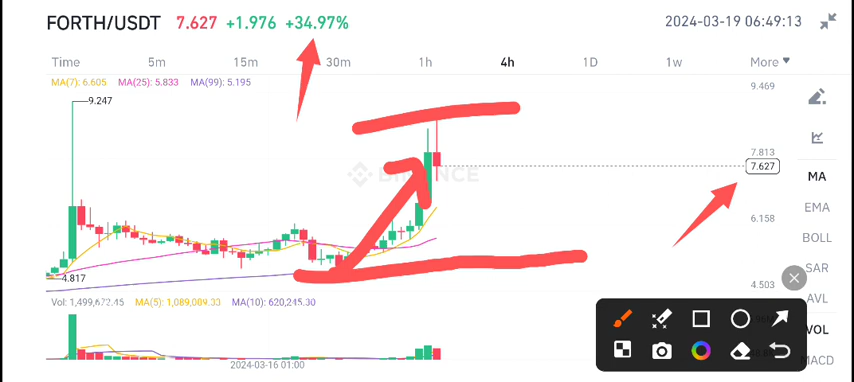 FORTH/USDT 7.627 +1.976 +34.97% 2024-03-19 06:49:13
Time 5m 15m 30m 1h 4h 1D 1w More
MA(7): 6.605 MA(25): 5.833 MA(99): 5.195
9.469
9.247
7.813
7.627
MA
EMA
6.158
BOLL
SAR
4.817
4.503
AVL
Vol: 1,499,672.45 MA(5): 1,089,009.33 MA(10): 620,245.30
VOL
MACD
2024-03-16 01:00